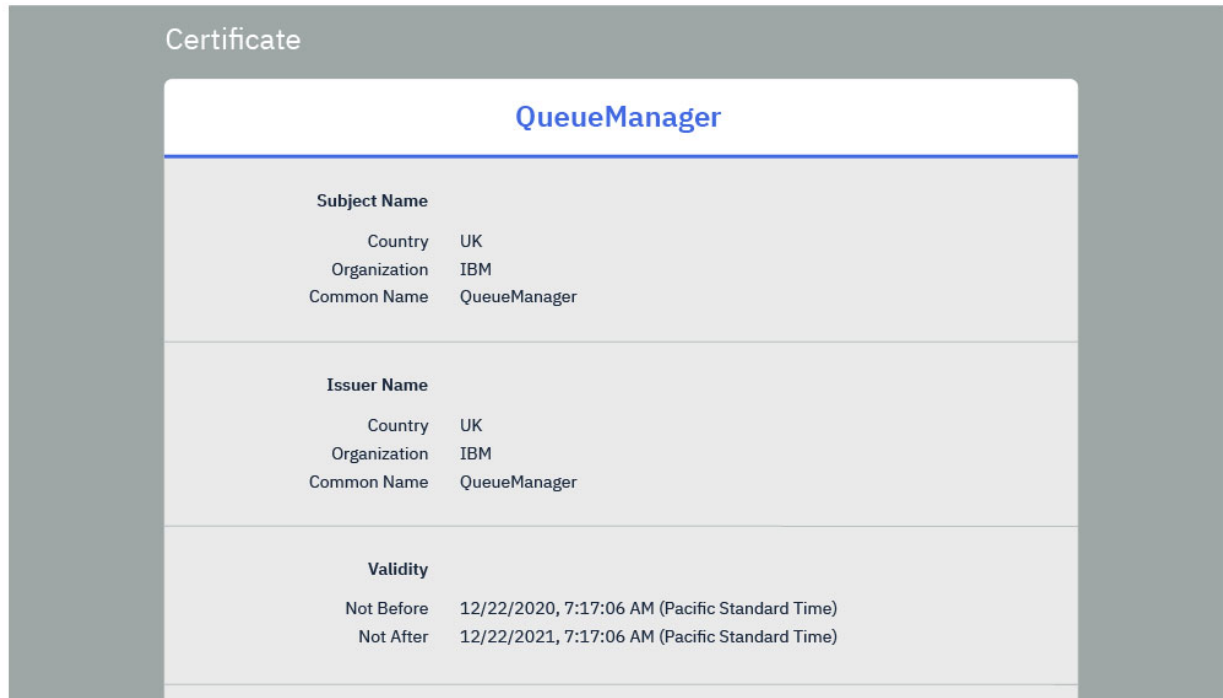 Certificate
QueueManager
Subject Name
Country UK
Organization IBM
Common Name QueueManager
Issuer Name
Country UK
Organization IBM
Common Name QueueManager
Validity
Not Before 12/22/2020, 7:17:06 AM (Pacific Standard Time)
Not After 12/22/2021, 7:17:06 AM (Pacific Standard Time)